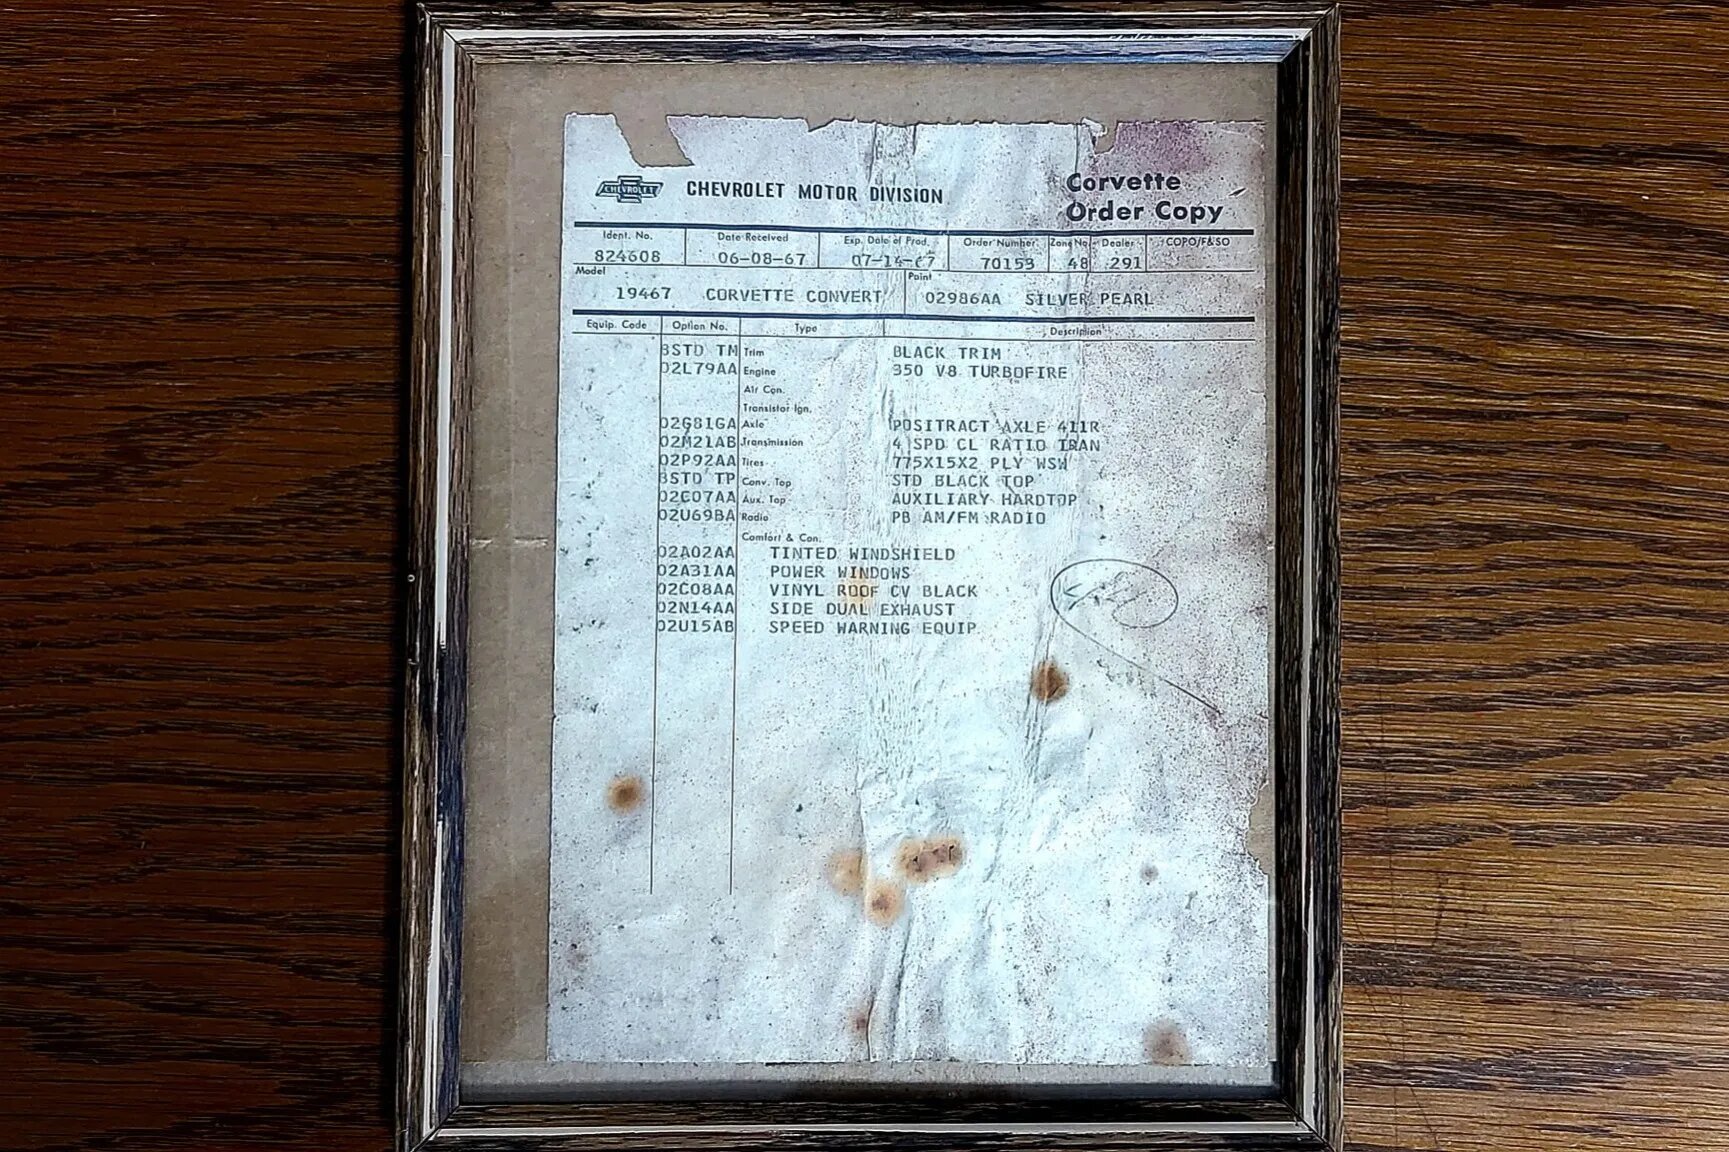 CHEVROLET CHEVROLET MOTOR DIVISION
Corvette
Order Copy
Ident. No. Date Received Exp. Date of Prod. Order Number Zone No. Dealer COPO/F&SO
824608 06-08-67 07-14-67 70153 48 291
Model Paint
19467 CORVETTE CONVERT 02986AA SILVER PEARL
Equip. Code Option No. Type Description
BSTD TM Trim BLACK TRIM
02L79AA Engine 350 V8 TURBOFIRE
Air Con.
Transistor Ign.
02G81GA Axle POSITRACT AXLE 411R
02M21AB Transmission 4 SPD CL RATIO TRAN
02P92AA Tires 775X15X2 PLY WSW
BSTD TP Conv. Top STD BLACK TOP
02C07AA Aux. Top AUXILIARY HARDTOP
02U69BA Radio PB AM/FM RADIO
Comfort & Con.
02A02AA TINTED WINDSHIELD
02A31AA POWER WINDOWS
02C08AA VINYL ROOF CV BLACK
02N14AA SIDE DUAL EXHAUST
02U15AB SPEED WARNING EQUIP